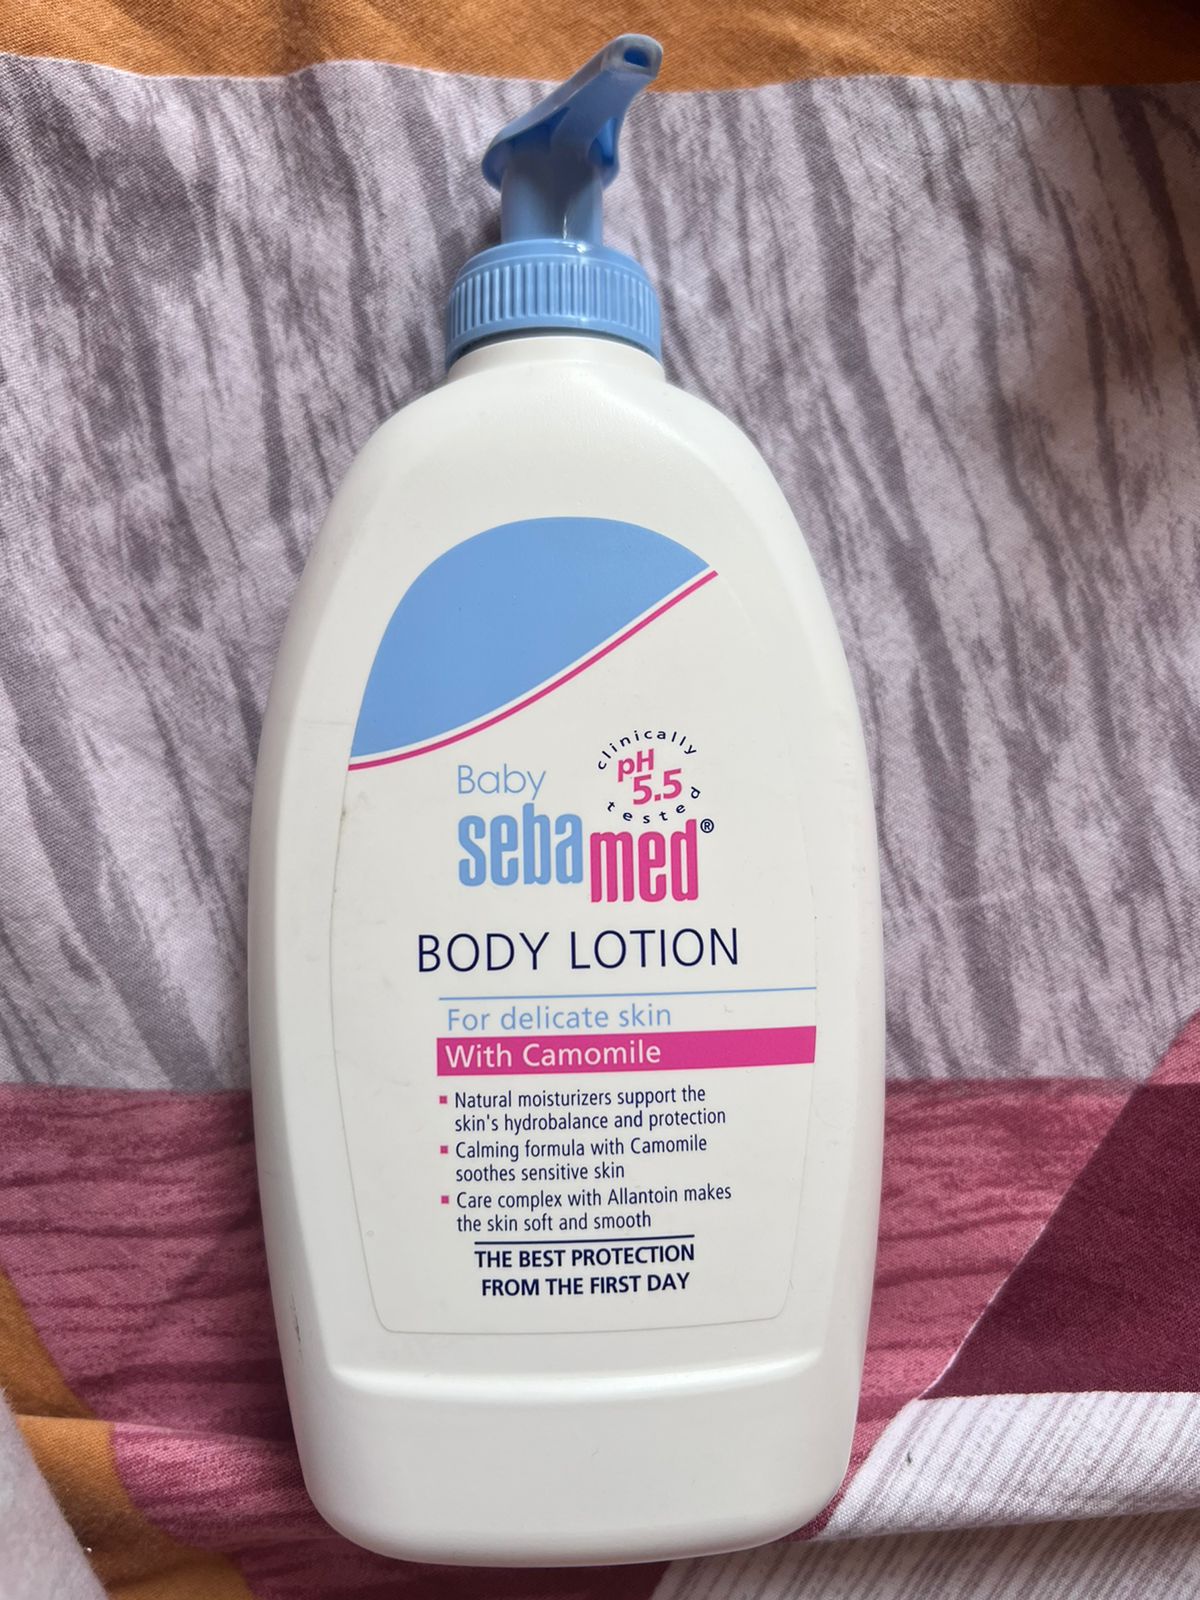 Baby
clinically
pH
5.5
tested
sebamed®
BODY LOTION
For delicate skin
With Camomile
▪ Natural moisturizers support the
skin's hydrobalance and protection
▪ Calming formula with Camomile
soothes sensitive skin
▪ Care complex with Allantoin makes
the skin soft and smooth
THE BEST PROTECTION
FROM THE FIRST DAY